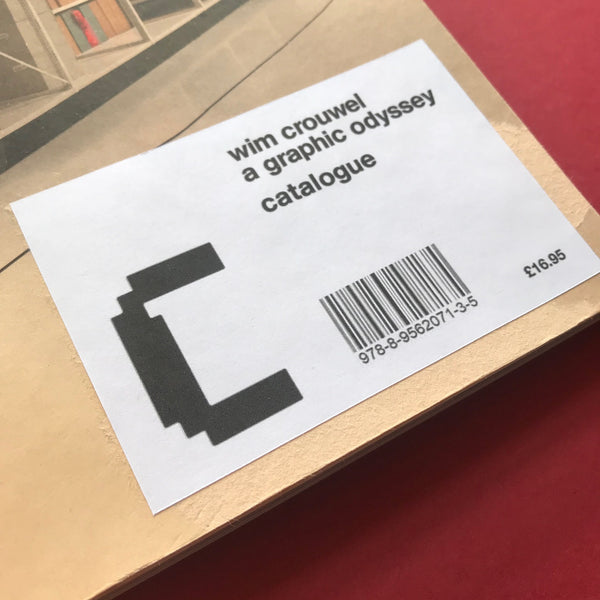 wim crouwel
a graphic odyssey
catalogue
C
978-8-9562071-3-5
£16.95